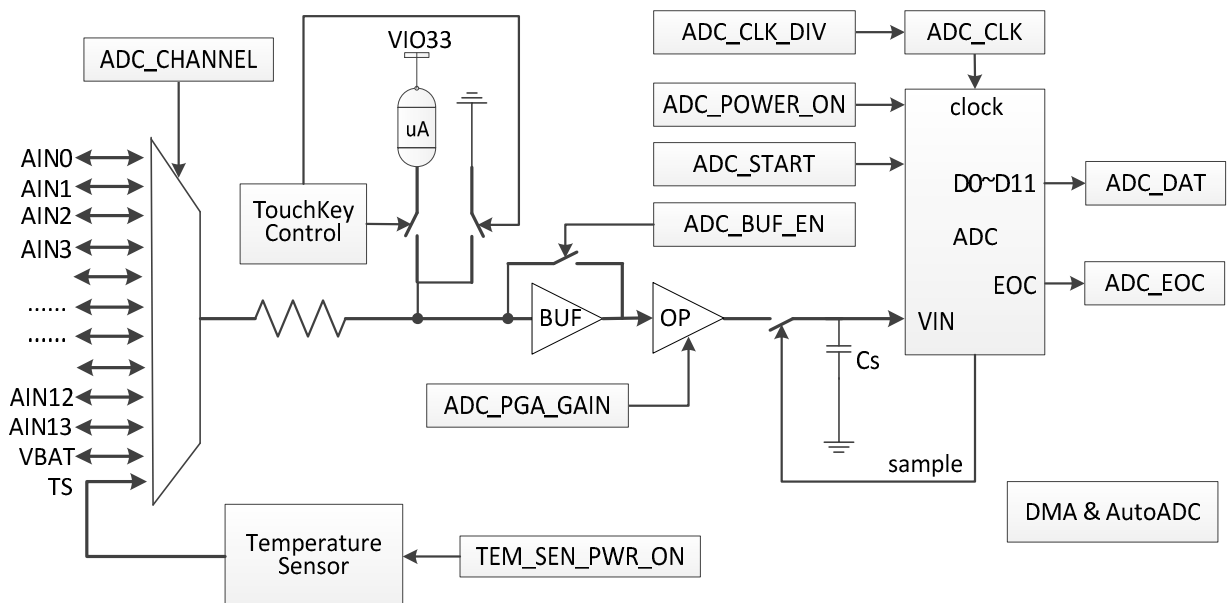 ADC_CLK_DIV
ADC_CLK
VIO33
ADC_CHANNEL
ADC_POWER_ON
clock
uA
AIN0
ADC_START
AIN1
D0~D11
ADC_DAT
TouchKey
Control
AIN2
ADC_BUF_EN
ADC
AIN3
EOC
ADC_EOC
......
BUF
OP
VIN
......
Cs
AIN12
ADC_PGA_GAIN
AIN13
VBAT
sample
TS
DMA & AutoADC
Temperature
Sensor
TEM_SEN_PWR_ON